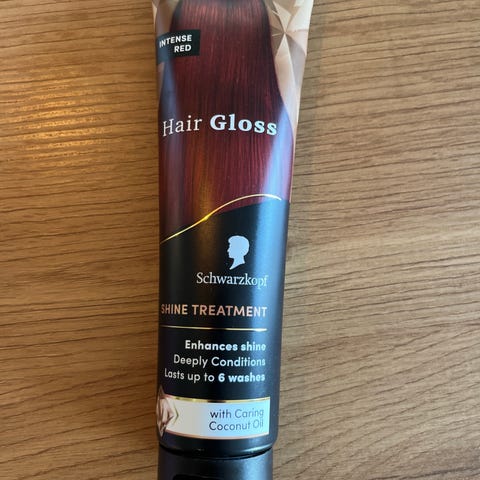 INTENSE
RED
Hair Gloss
Schwarzkopf
SHINE TREATMENT
Enhances shine
Deeply Conditions
Lasts up to 6 washes
with Caring
Coconut Oil